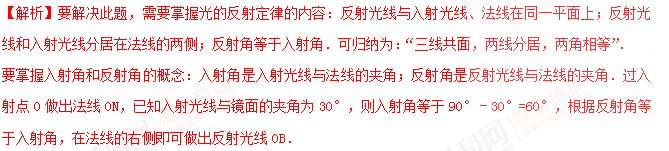 【解析】要解决此题，需要掌握光的反射定律的内容：反射光线与入射光线、法线在同一平面上；反射光
线和入射光线分居在法线的两侧；反射角等于入射角．可归纳为：“三线共面，两线分居，两角相等”．
要掌握入射角和反射角的概念：入射角是入射光线与法线的夹角；反射角是反射光线与法线的夹角．过入
射点 O 做出法线 ON，已知入射光线与镜面的夹角为 30°，则入射角等于 90°－30°=60°，根据反射角等
于入射角，在法线的右侧即可做出反射光线 OB．